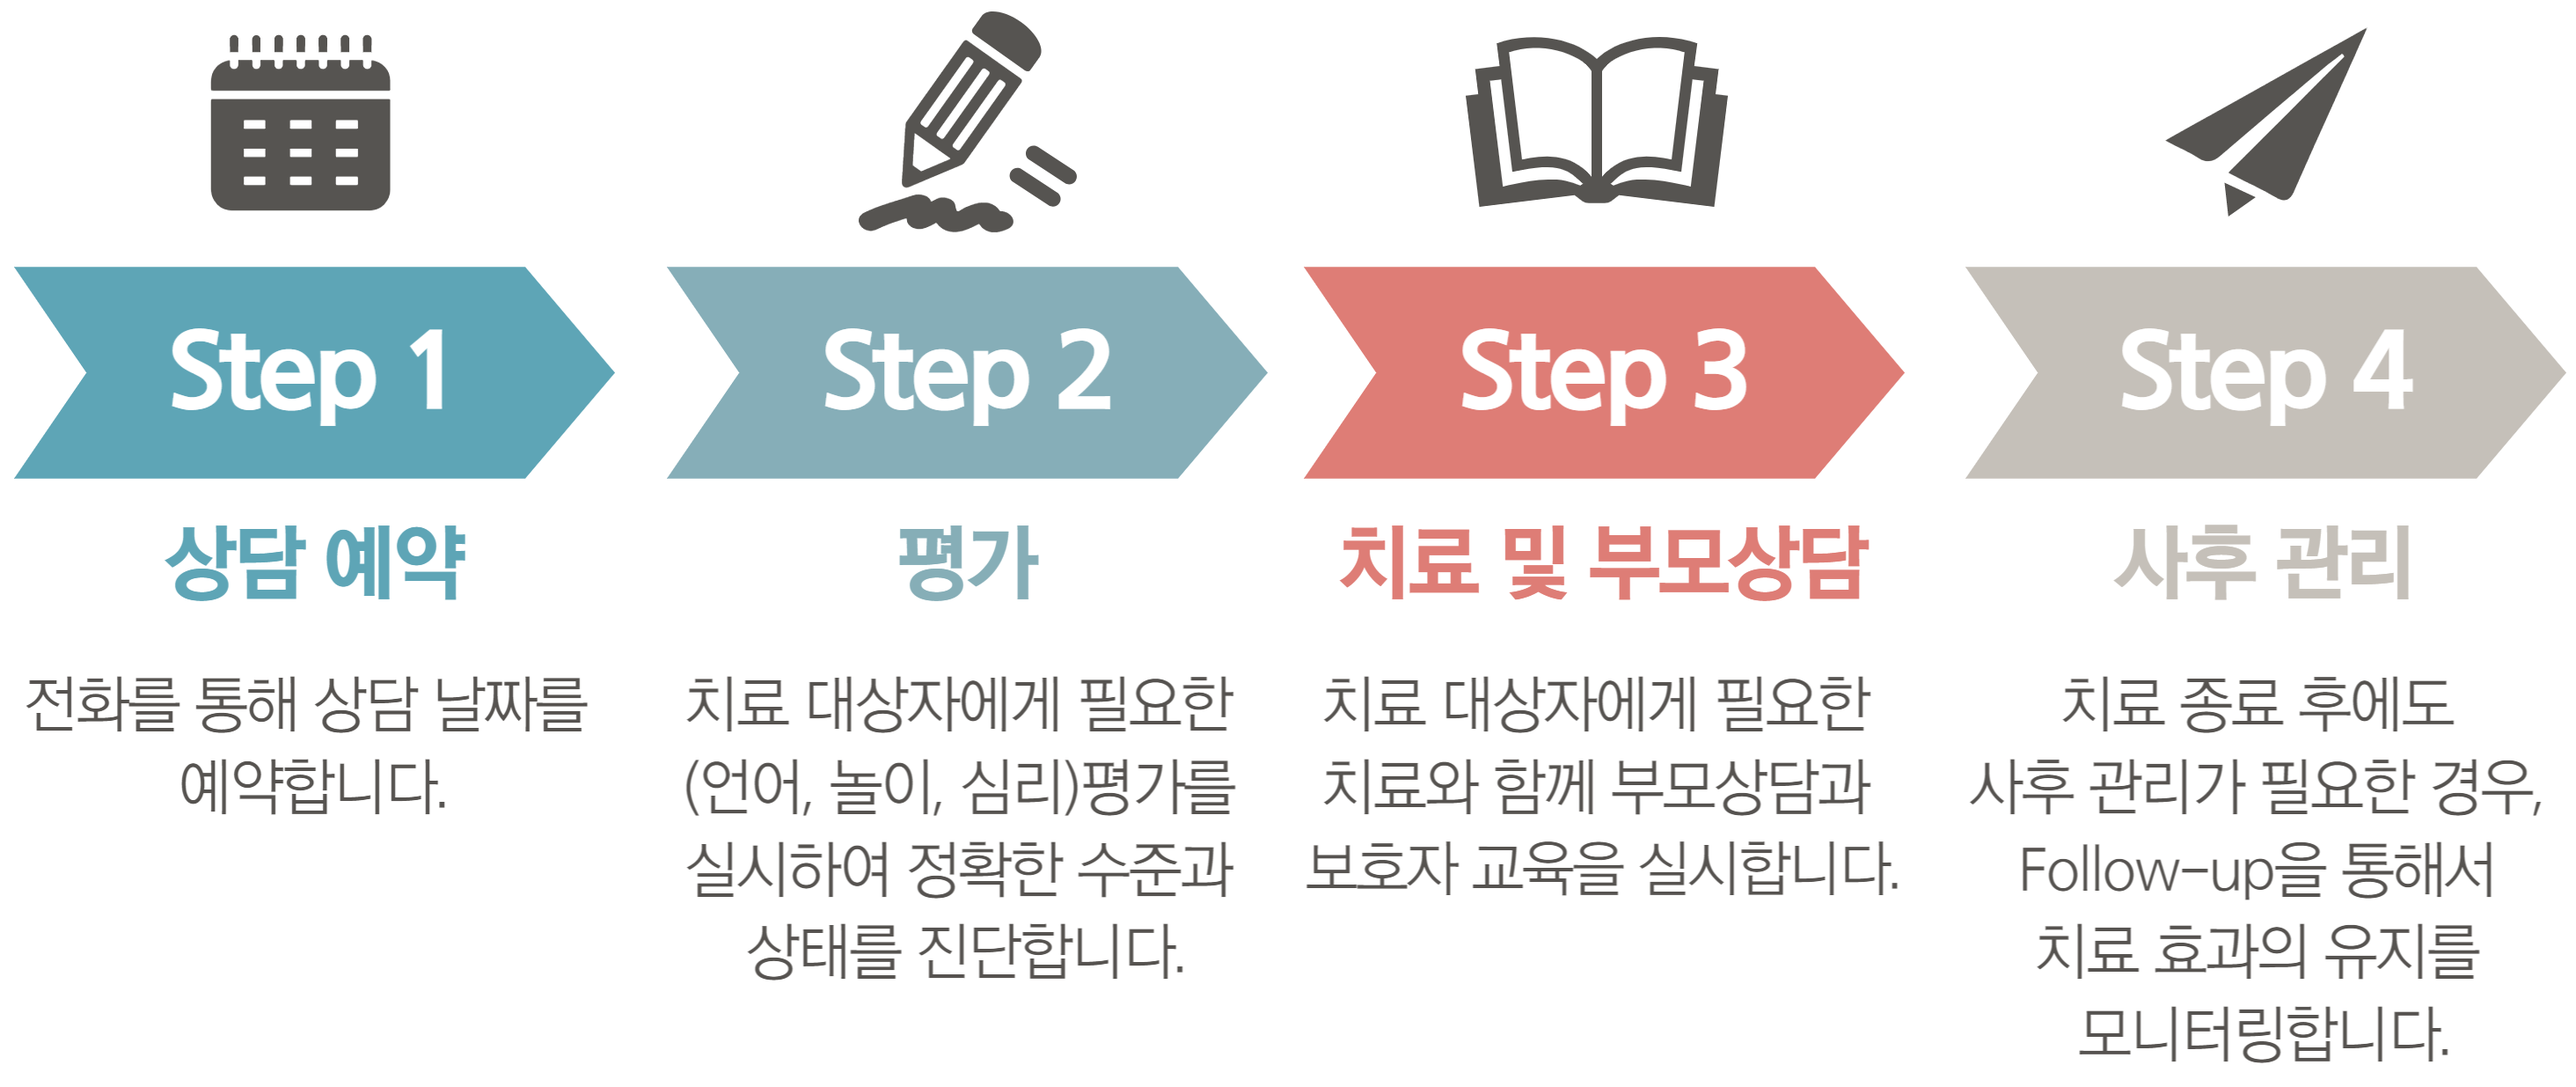 Step 1
상담 예약
전화를 통해 상담 날짜를
예약합니다.
Step 2
평가
치료 대상자에게 필요한
(언어, 놀이, 심리)평가를
실시하여 정확한 수준과
상태를 진단합니다.
Step 3
치료 및 부모상담
치료 대상자에게 필요한
치료와 함께 부모상담과
보호자 교육을 실시합니다.
Step 4
사후 관리
치료 종료 후에도
사후 관리가 필요한 경우,
Follow-up을 통해서
치료 효과의 유지를
모니터링합니다.